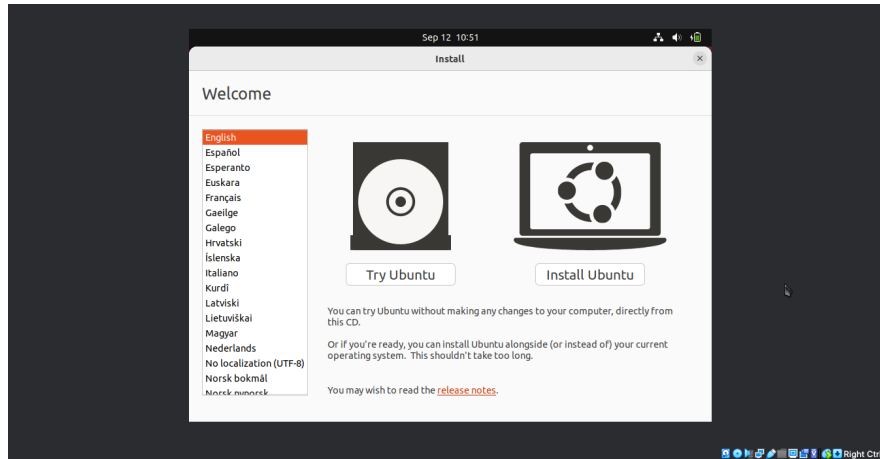 Sep 12 10:51
Install
Welcome
English
Español
Esperanto
Euskara
Français
Gaeilge
Galego
Hrvatski
Íslenska
Italiano
Kurdî
Latviski
Lietuviškai
Magyar
Nederlands
No localization (UTF-8)
Norsk bokmål
Norsk nynorsk
Try Ubuntu
Install Ubuntu
You can try Ubuntu without making any changes to your computer, directly from
this CD.
Or if you're ready, you can install Ubuntu alongside (or instead of) your current
operating system. This shouldn't take too long.
You may wish to read the release notes.
Right Ctrl